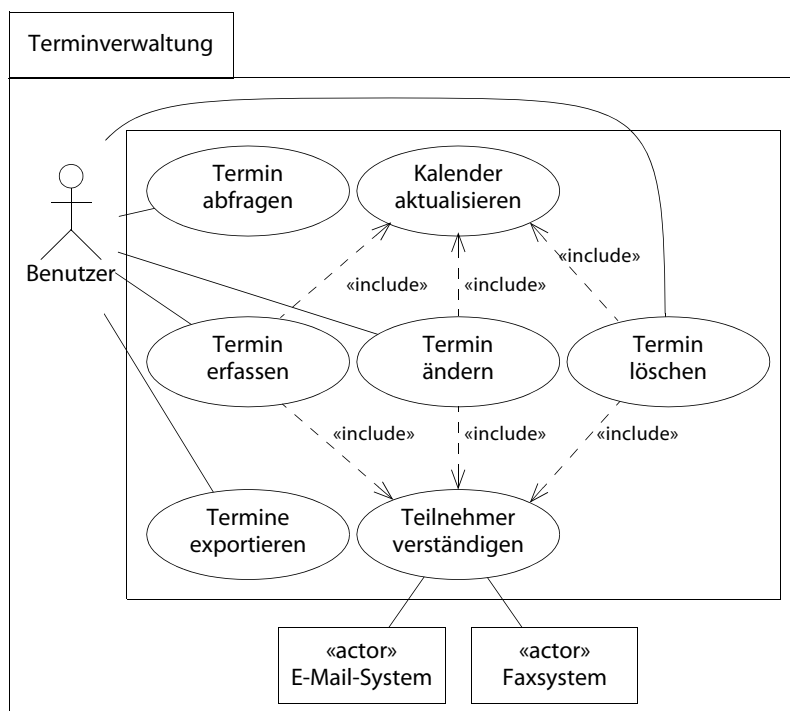 Terminverwaltung
Termin
abfragen
Kalender
aktualisieren
Benutzer
«include»
«include»
«include»
Termin
erfassen
Termin
ändern
Termin
löschen
«include»
«include»
«include»
Termine
exportieren
Teilnehmer
verständigen
«actor»
E-Mail-System
«actor»
Faxsystem